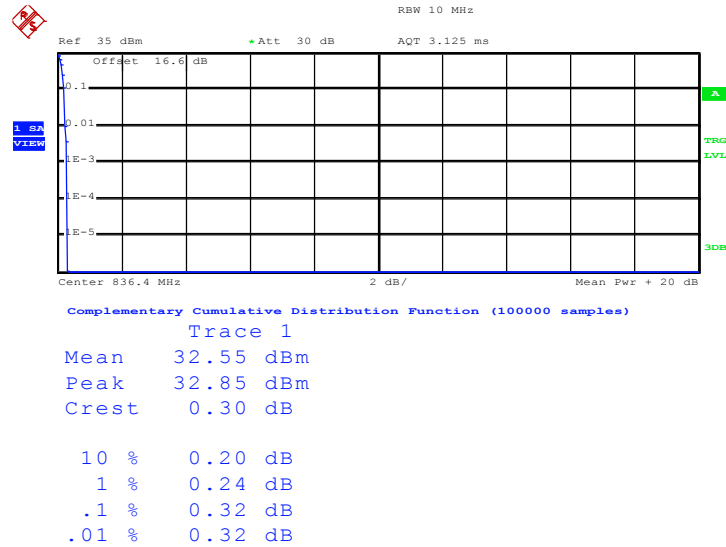 RBW 10 MHz
Ref 35 dBm *Att 30 dB AQT 3.125 ms
Offset 16.6 dB
0.1
A
0.01
1 SA
VIEW
TRG
LVL
1E-3
1E-4
1E-5
3DB
Center 836.4 MHz 2 dB/ Mean Pwr + 20 dB
Complementary Cumulative Distribution Function (100000 samples)
Trace 1
Mean 32.55 dBm
Peak 32.85 dBm
Crest 0.30 dB
10 % 0.20 dB
1 % 0.24 dB
.1 % 0.32 dB
.01 % 0.32 dB